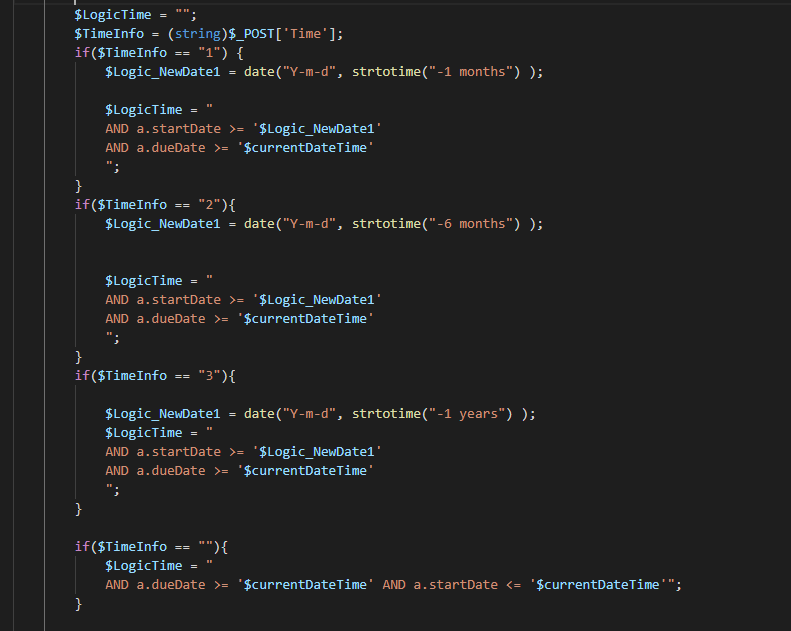 $LogicTime = "";
$TimeInfo = (string)$_POST['Time'];
if($TimeInfo == "1") {
$Logic_NewDate1 = date("Y-m-d", strtotime("-1 months") );
$LogicTime = "
AND a.startDate >= '$Logic_NewDate1'
AND a.dueDate >= '$currentDateTime'
";
}
if($TimeInfo == "2"){
$Logic_NewDate1 = date("Y-m-d", strtotime("-6 months") );
$LogicTime = "
AND a.startDate >= '$Logic_NewDate1'
AND a.dueDate >= '$currentDateTime'
";
}
if($TimeInfo == "3"){
$Logic_NewDate1 = date("Y-m-d", strtotime("-1 years") );
$LogicTime = "
AND a.startDate >= '$Logic_NewDate1'
AND a.dueDate >= '$currentDateTime'
";
}
if($TimeInfo == ""){
$LogicTime = "
AND a.dueDate >= '$currentDateTime' AND a.startDate <= '$currentDateTime'";
}